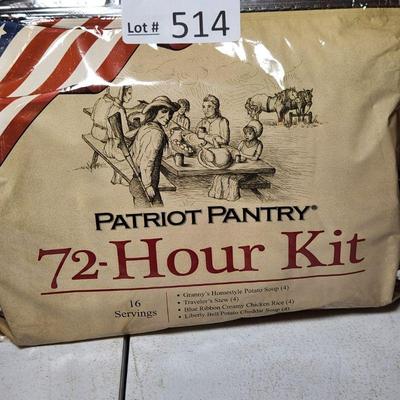 Lot # 514
PATRIOT PANTRY®
72-Hour Kit
16
Servings
• Granny's Homestyle Potato Soup (4)
• Traveler's Stew (4)
• Blue Ribbon Creamy Chicken Rice (4)
• Liberty Bell Potato Cheddar Soup (4)